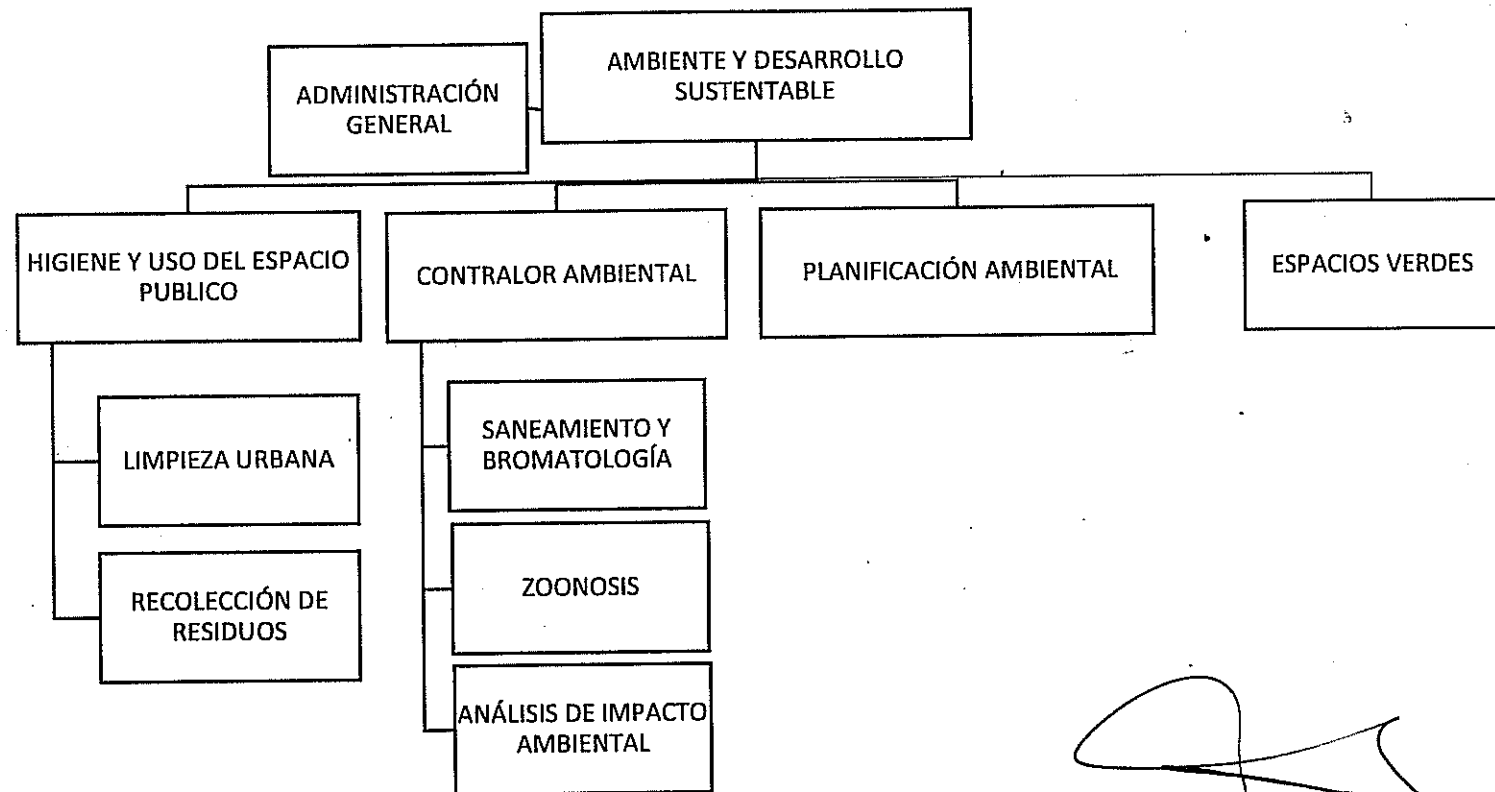 AMBIENTE Y DESARROLLO
SUSTENTABLE
ADMINISTRACIÓN
GENERAL
HIGIENE Y USO DEL ESPACIO
PUBLICO
CONTRALOR AMBIENTAL
PLANIFICACIÓN AMBIENTAL
ESPACIOS VERDES
LIMPIEZA URBANA
RECOLECCIÓN DE
RESIDUOS
SANEAMIENTO Y
BROMATOLOGÍA
ZOONOSIS
ANÁLISIS DE IMPACTO
AMBIENTAL